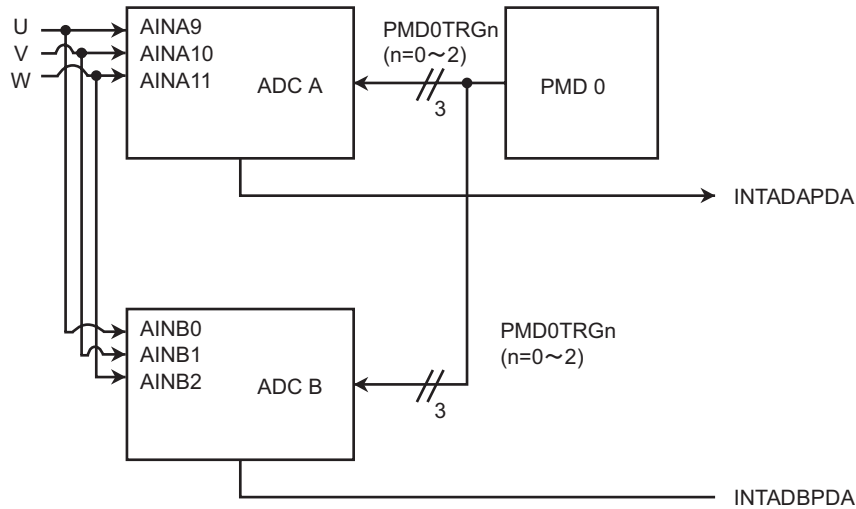 U
V
W
AINA9
AINA10
AINA11
ADC A
PMD0TRGn
(n=0～2)
3
PMD 0
INTADAPDA
AINB0
AINB1
AINB2
ADC B
PMD0TRGn
(n=0～2)
3
INTADBPDA